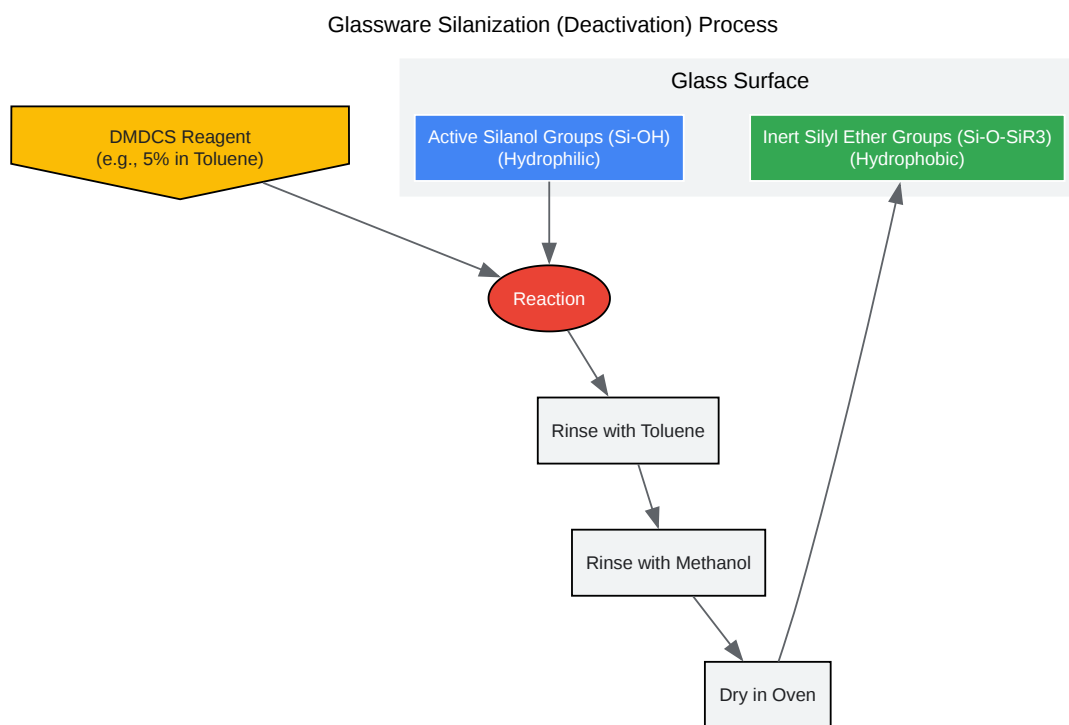 Glassware Silanization (Deactivation) Process
Glass Surface
DMDCS Reagent
(e.g., 5% in Toluene)
Active Silanol Groups (Si-OH)
(Hydrophilic)
Inert Silyl Ether Groups (Si-O-SiR3)
(Hydrophobic)
Reaction
Rinse with Toluene
Rinse with Methanol
Dry in Oven